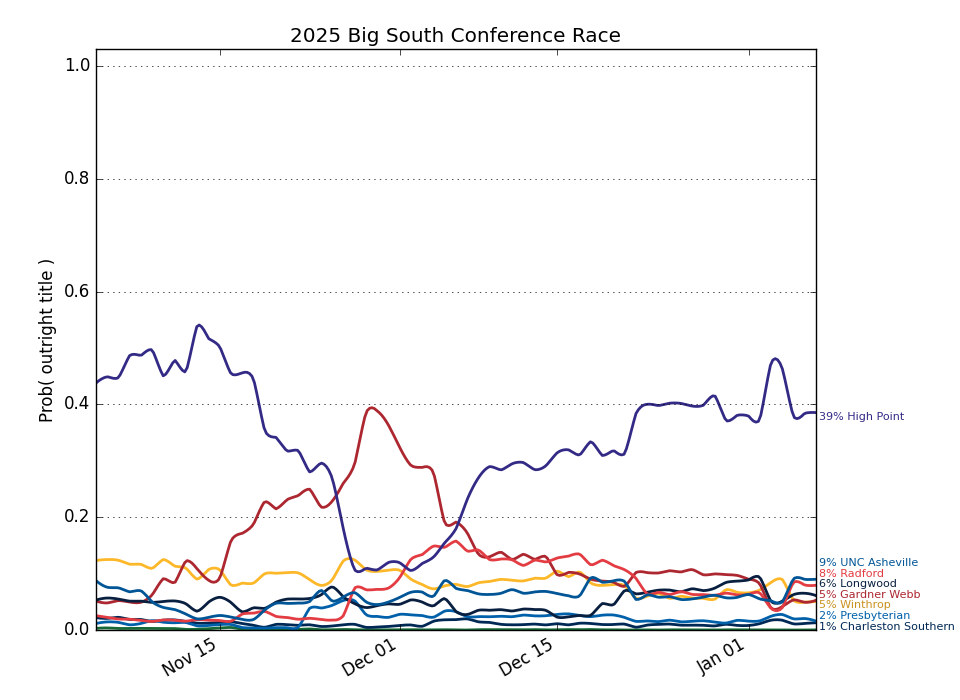 2025 Big South Conference Race
Prob( outright title )
1.0
0.8
0.6
0.4
0.2
0.0
Nov 15
Dec 01
Dec 15
Jan 01
39% High Point
9% UNC Asheville
8% Radford
6% Longwood
5% Gardner Webb
5% Winthrop
2% Presbyterian
1% Charleston Southern